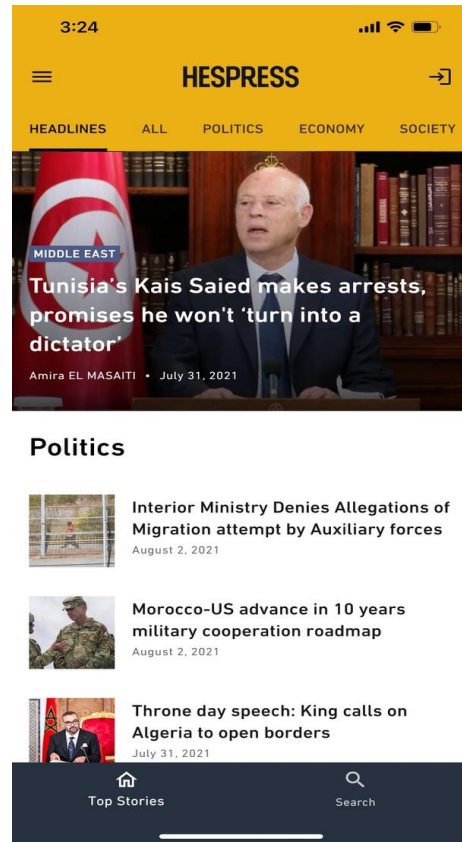 3:24
HESPRESS
HEADLINES ALL POLITICS ECONOMY SOCIETY
MIDDLE EAST
Tunisia's Kais Saied makes arrests,
promises he won't ‘turn into a
dictator’
Amira EL MASAITI • July 31, 2021
Politics
Interior Ministry Denies Allegations of
Migration attempt by Auxiliary forces
August 2, 2021
Morocco-US advance in 10 years
military cooperation roadmap
August 2, 2021
Throne day speech: King calls on
Algeria to open borders
July 31, 2021
Top Stories Search